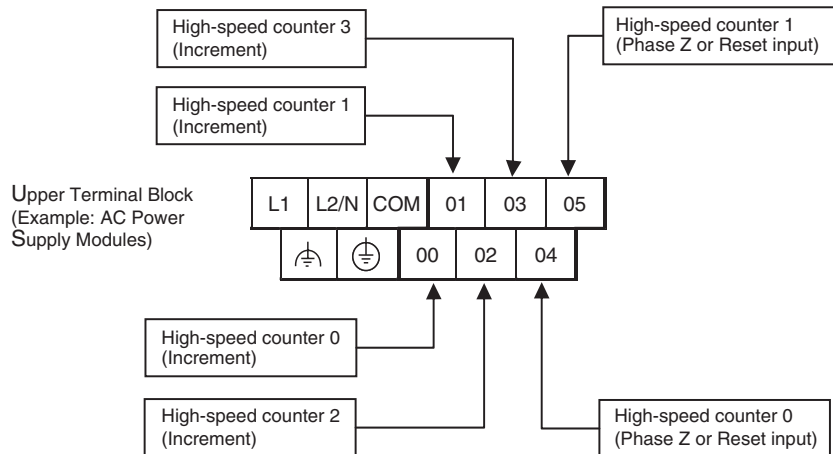 High-speed counter 3
(Increment)
High-speed counter 1
(Phase Z or Reset input)
High-speed counter 1
(Increment)
Upper Terminal Block
(Example: AC Power
Supply Modules)
L1 L2/N COM 01 03 05
00 02 04
High-speed counter 0
(Increment)
High-speed counter 2
(Increment)
High-speed counter 0
(Phase Z or Reset input)